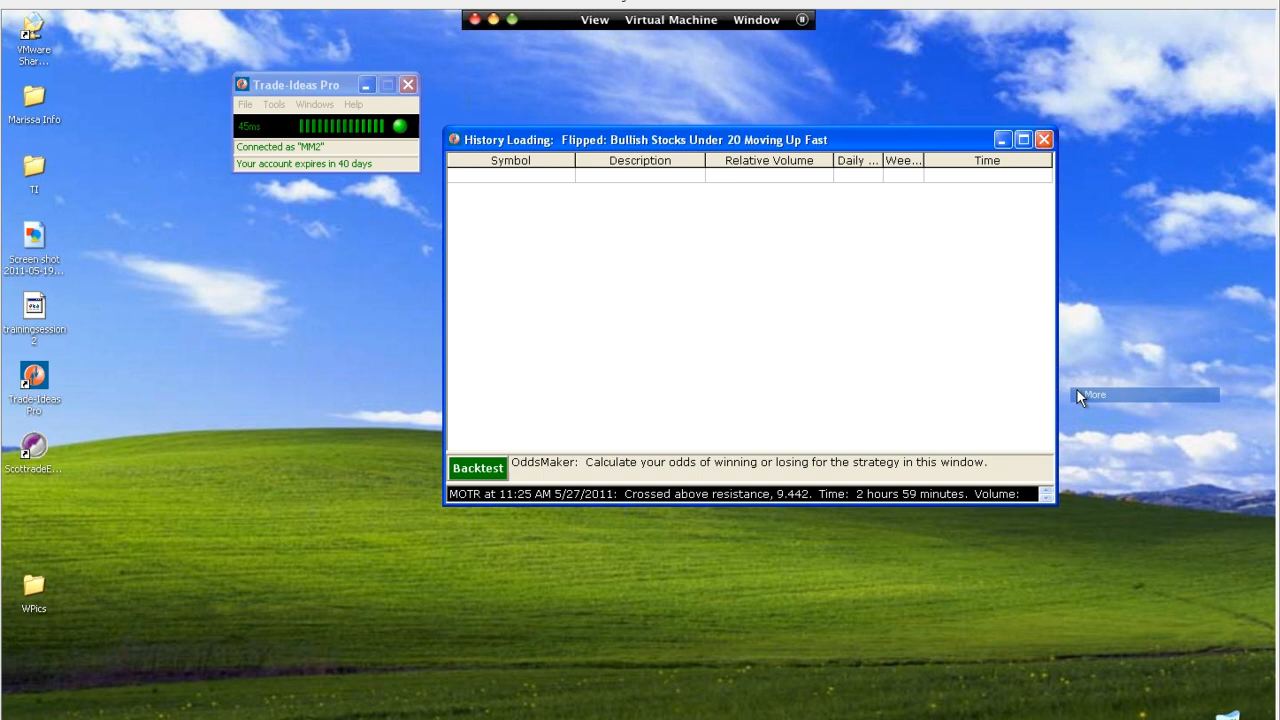 View Virtual Machine Window
VMware
Shar...
Marissa Info
TI
Screen shot
2011-05-19...
trainingsession
2
Trade-Ideas
Pro
ScottradeE...
WPics
Trade-Ideas Pro
File Tools Windows Help
45ms
Connected as "MM2"
Your account expires in 40 days
History Loading: Flipped: Bullish Stocks Under 20 Moving Up Fast
Symbol Description Relative Volume Daily ... Wee... Time
Backtest OddsMaker: Calculate your odds of winning or losing for the strategy in this window.
MOTR at 11:25 AM 5/27/2011: Crossed above resistance, 9.442. Time: 2 hours 59 minutes. Volume:
More